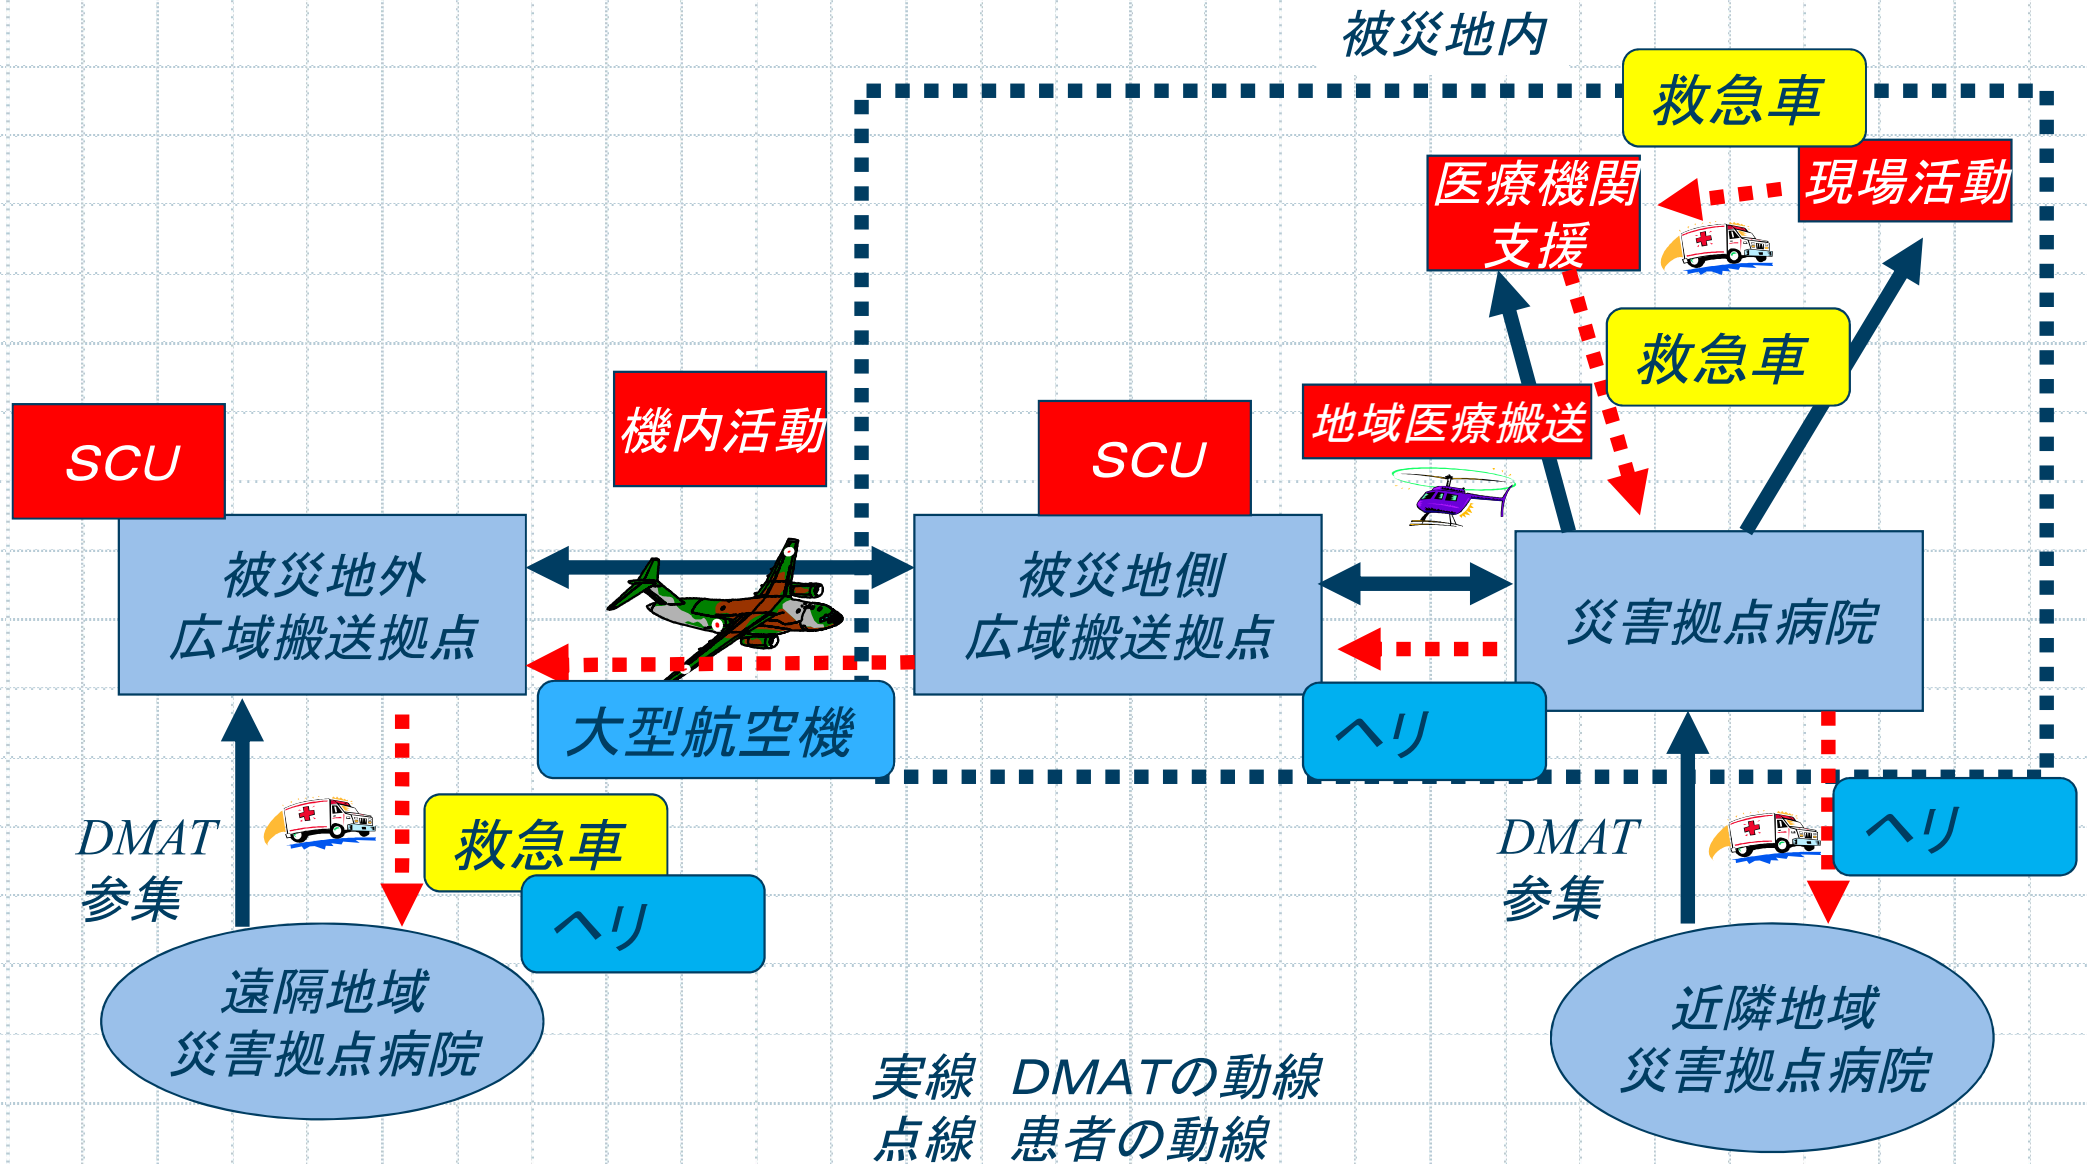 被災地内
救急車
医療機関
支援
現場活動
救急車
機内活動
地域医療搬送
SCU
SCU
被災地外
広域搬送拠点
被災地側
広域搬送拠点
災害拠点病院
大型航空機
ヘリ
DMAT
参集
救急車
ヘリ
DMAT
参集
ヘリ
遠隔地域
災害拠点病院
近隣地域
災害拠点病院
実線　DMATの動線
点線　患者の動線